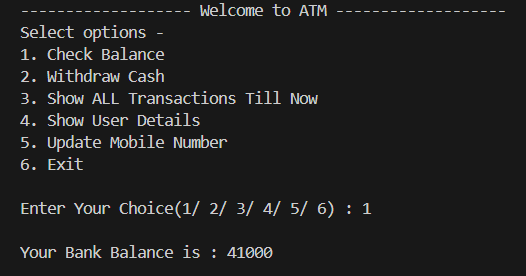 ------------------- Welcome to ATM -------------------
Select options -
1. Check Balance
2. Withdraw Cash
3. Show ALL Transactions Till Now
4. Show User Details
5. Update Mobile Number
6. Exit
Enter Your Choice(1/ 2/ 3/ 4/ 5/ 6) : 1
Your Bank Balance is : 41000